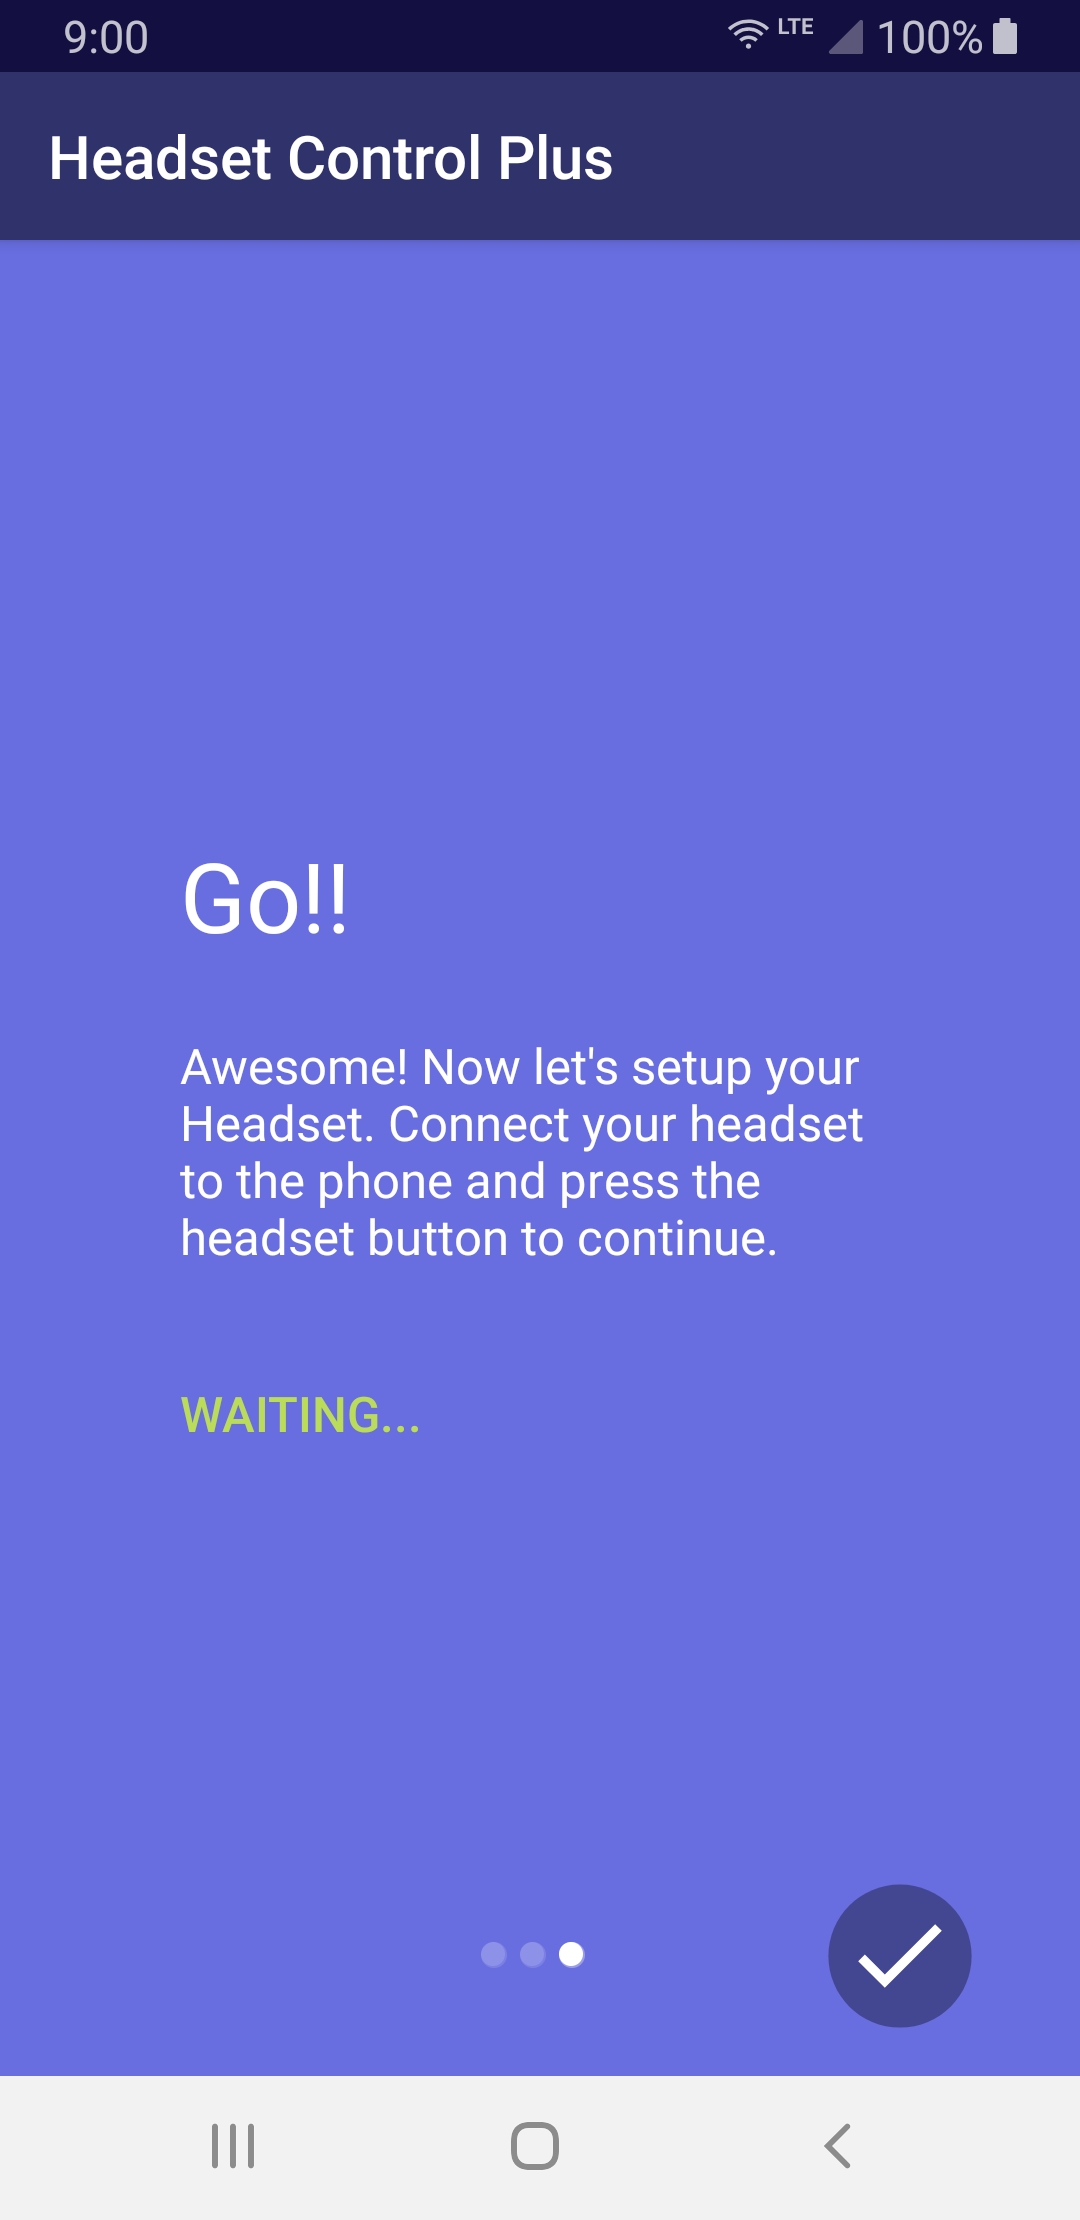 9:00
LTE
100%
Headset Control Plus
Go!!
Awesome! Now let's setup your
Headset. Connect your headset
to the phone and press the
headset button to continue.
WAITING...